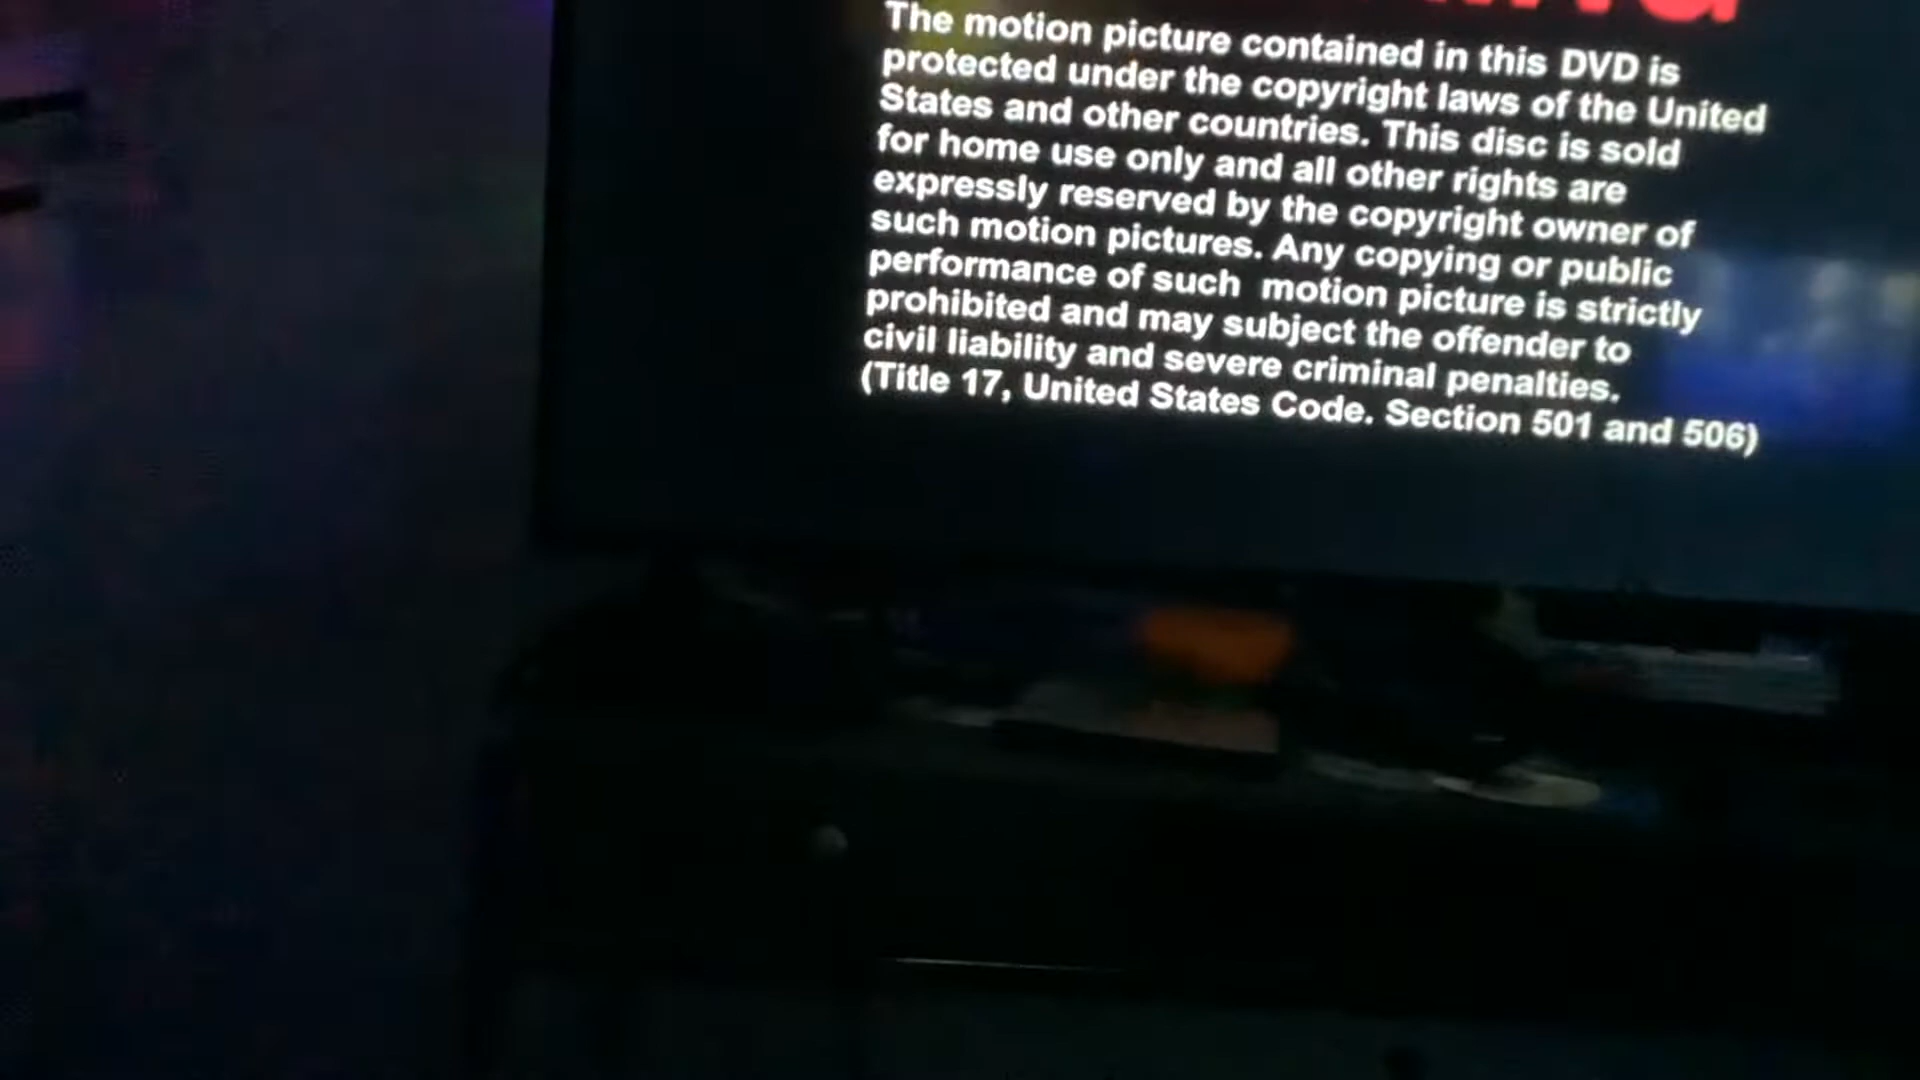 The motion picture contained in this DVD is
protected under the copyright laws of the United
States and other countries. This disc is sold
for home use only and all other rights are
expressly reserved by the copyright owner of
such motion pictures. Any copying or public
performance of such motion picture is strictly
prohibited and may subject the offender to
civil liability and severe criminal penalties.
(Title 17, United States Code. Section 501 and 506)